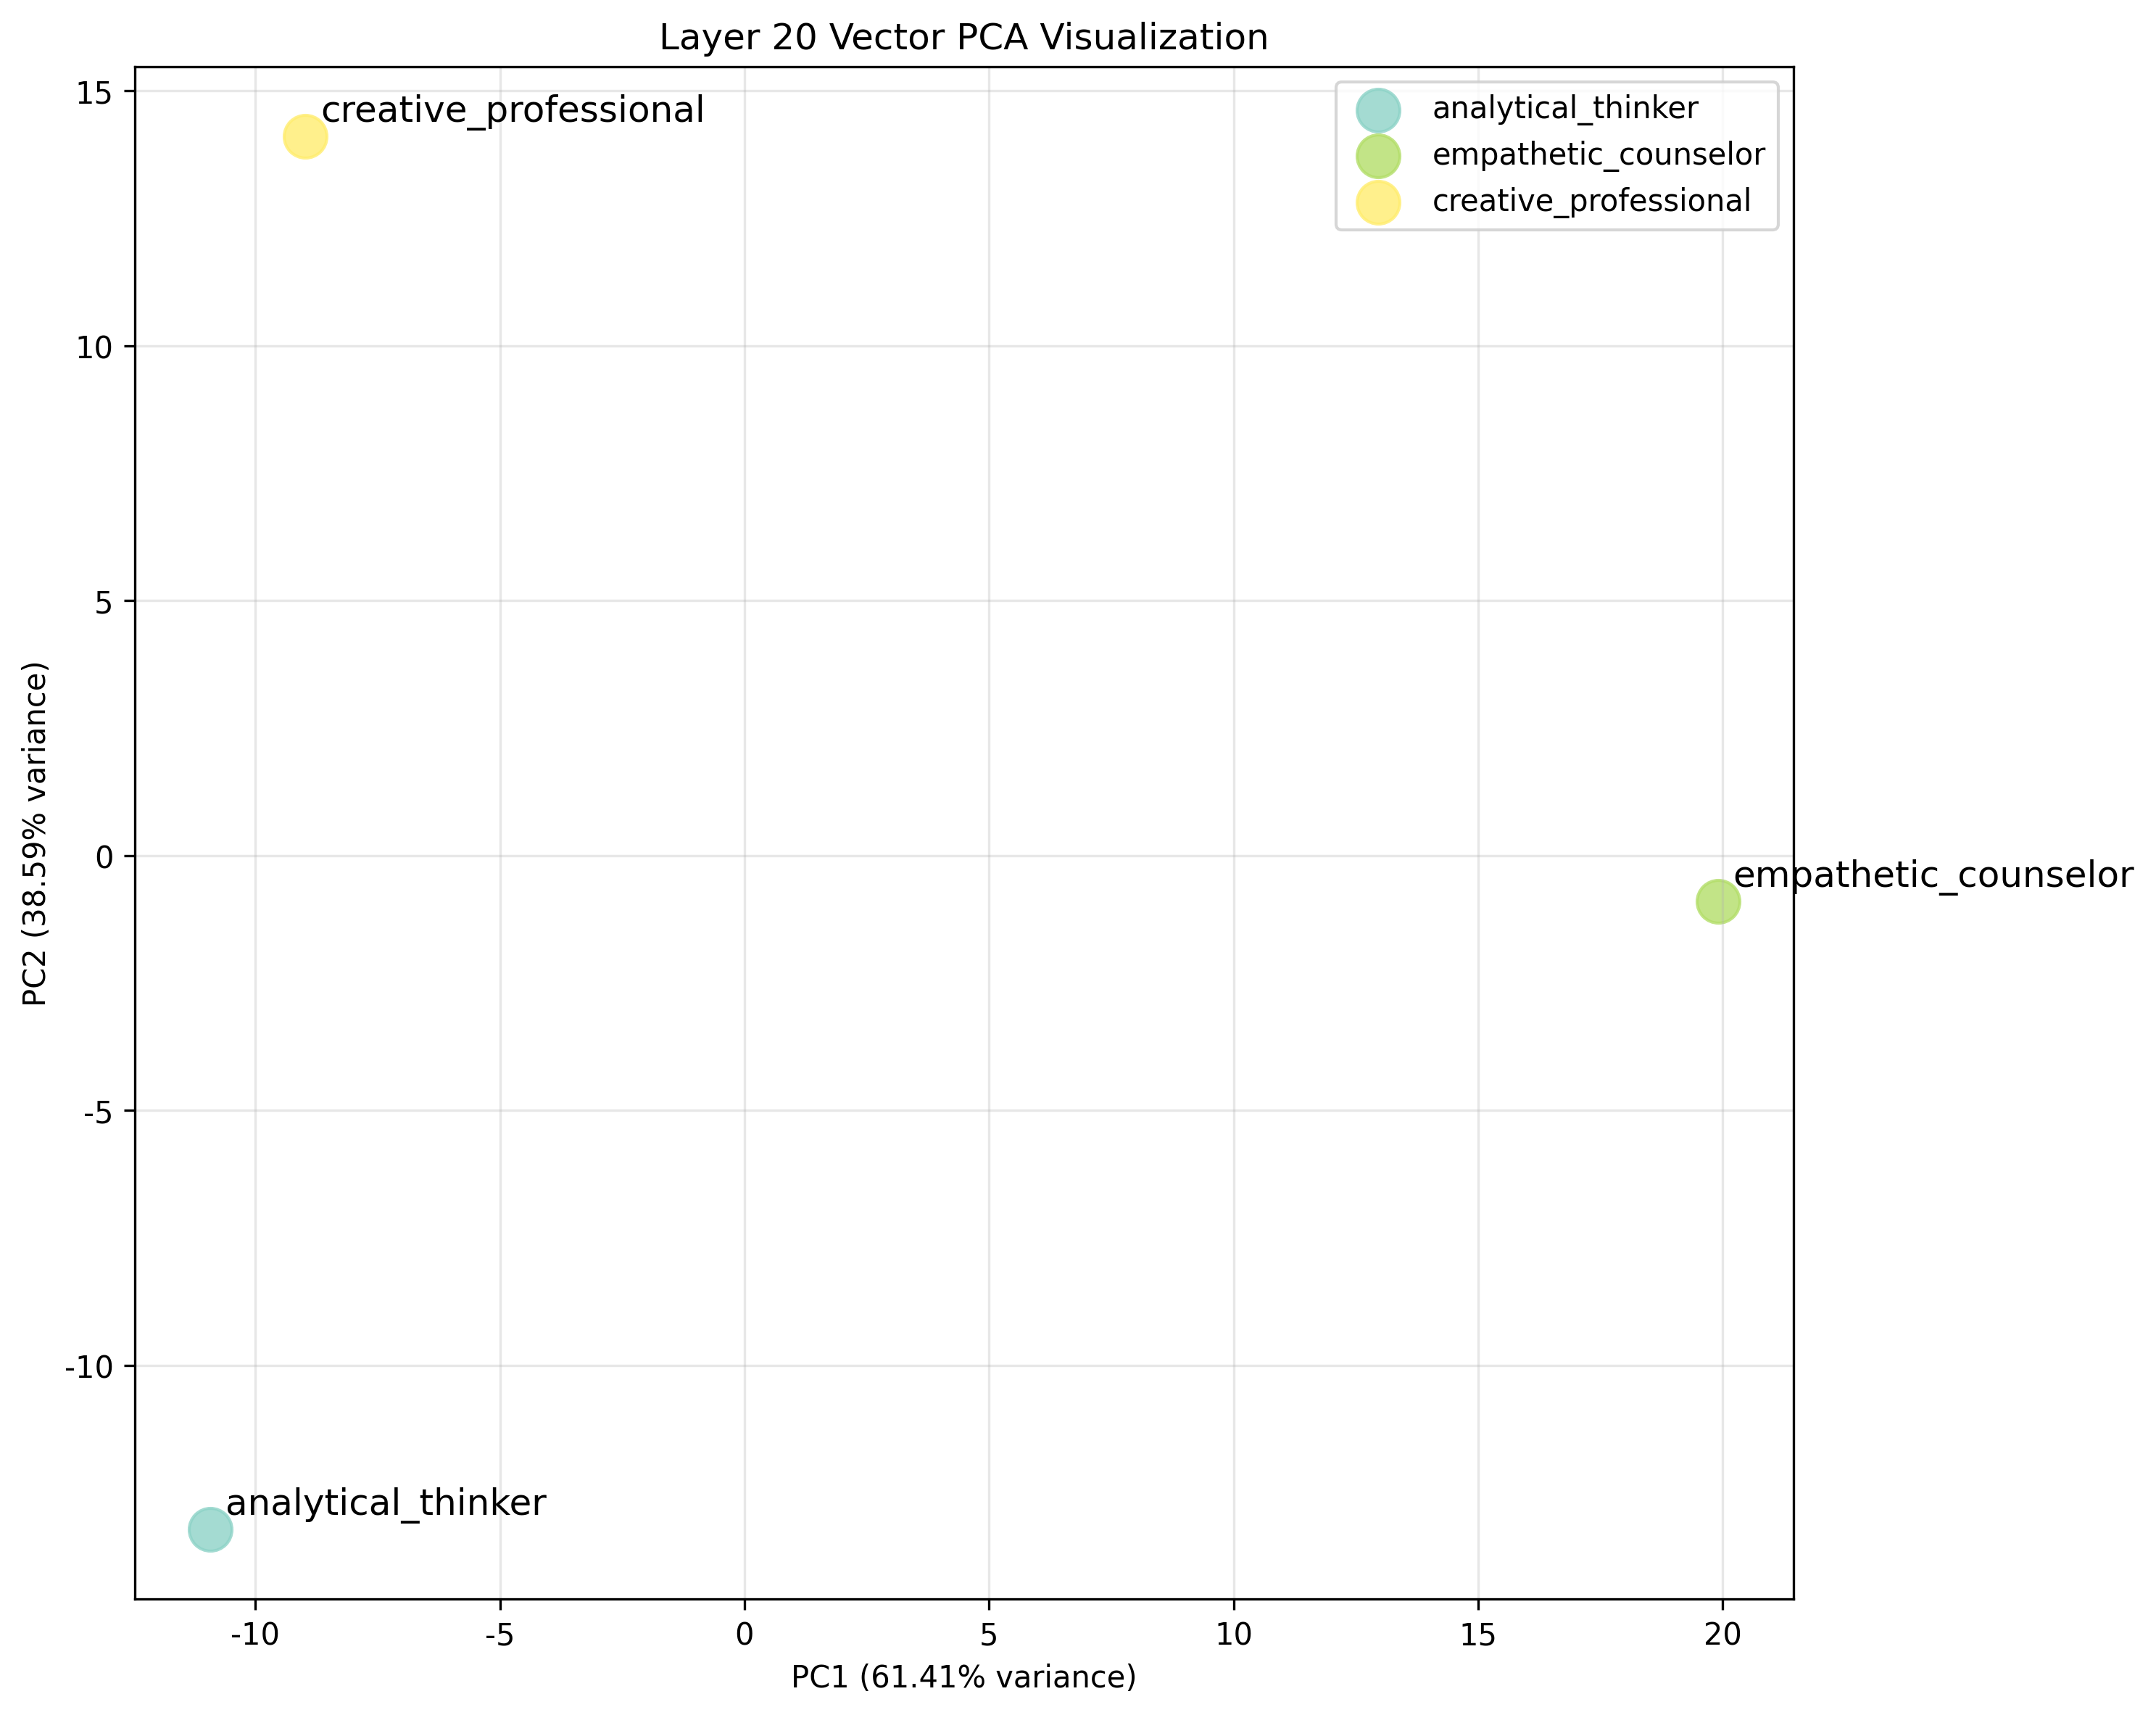 Layer 20 Vector PCA Visualization
creative_professional
analytical_thinker
empathetic_counselor
creative_professional
empathetic_counselor
analytical_thinker
15
10
5
0
-5
-10
PC2 (38.59% variance)
-10
-5
0
5
10
15
20
PC1 (61.41% variance)